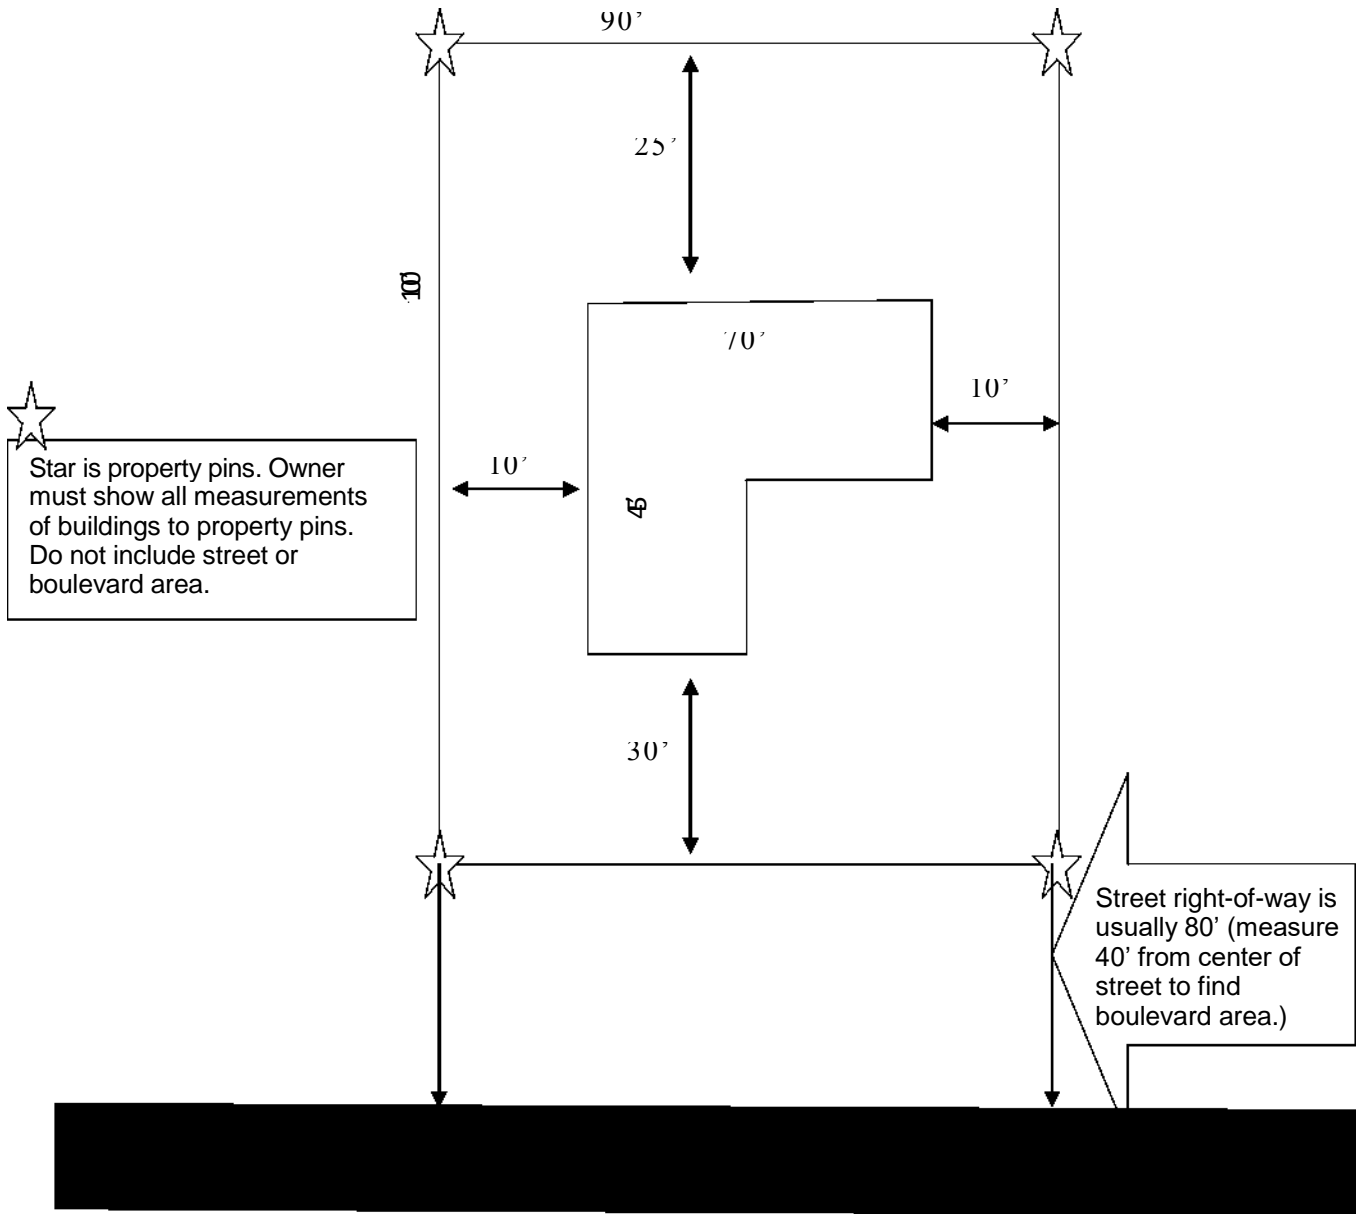 90’
25’
100’
70’
10’
10’
45’
Star is property pins. Owner
must show all measurements
of buildings to property pins.
Do not include street or
boulevard area.
30’
Street right-of-way is
usually 80’ (measure
40’ from center of
street to find
boulevard area.)